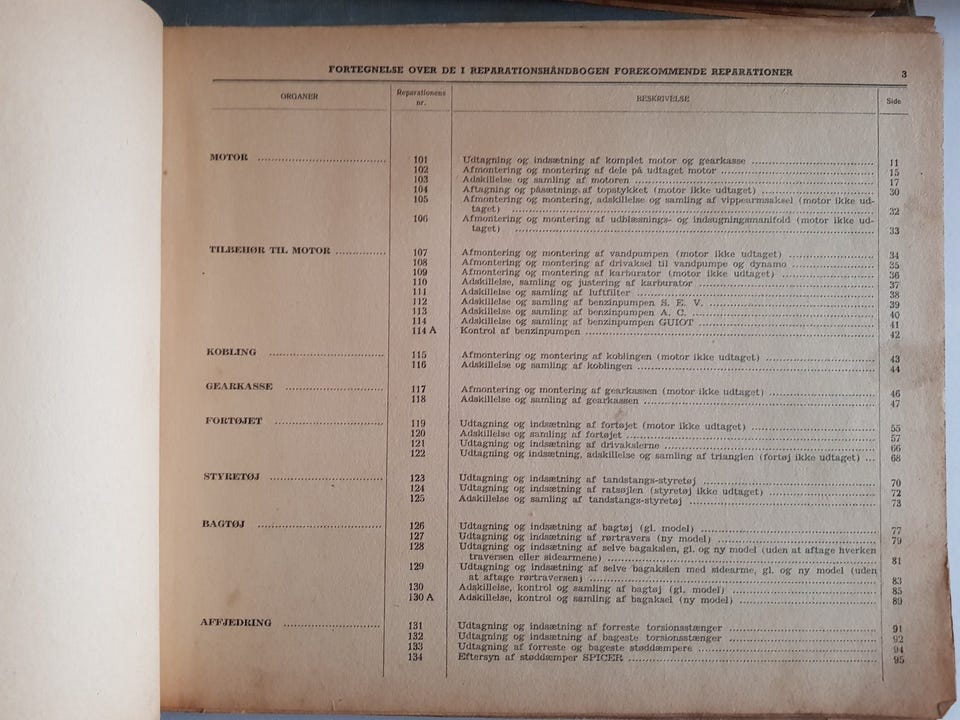 FORTEGNELSE OVER DE I REPARATIONSHÅNDBOGEN FOREKOMMENDE REPARATIONER 3
ORGANER Reparationens nr. BESKRIVELSE Side
MOTOR 101 Udtagning og indsætning af komplet motor og gearkasse 11
102 Afmontering og montering af dele på udtaget motor 15
103 Adskillelse og samling af motoren 17
104 Aftagning og påsætning af topstykket (motor ikke udtaget) 30
105 Afmontering og montering, adskillelse og samling af vippearmsaksel (motor ikke ud-
taget) 32
106 Afmontering og montering af udblæsnings- og indsugningsmanifold (motor ikke ud-
taget) 33
TILBEHØR TIL MOTOR 107 Afmontering og montering af vandpumpen (motor ikke udtaget) 34
108 Afmontering og montering af drivaksel til vandpumpe og dynamo 35
109 Afmontering og montering af karburator (motor ikke udtaget) 36
110 Adskillelse, samling og justering af karburator 37
111 Adskillelse og samling af luftfilter 38
112 Adskillelse og samling af benzinpumpen S. E. V. 39
113 Adskillelse og samling af benzinpumpen A. C. 40
114 Adskillelse og samling af benzinpumpen GUIOT 41
114 A Kontrol af benzinpumpen 42
KOBLING 115 Afmontering og montering af koblingen (motor ikke udtaget) 43
116 Adskillelse og samling af koblingen 44
GEARKASSE 117 Afmontering og montering af gearkassen (motor ikke udtaget) 46
118 Adskillelse og samling af gearkassen 47
FORTØJET 119 Udtagning og indsætning af fortøjet (motor ikke udtaget) 55
120 Adskillelse og samling af fortøjet 57
121 Udtagning og indsætning af drivakslerne 66
122 Udtagning og indsætning, adskillelse og samling af trianglen (fortøj ikke udtaget) 68
STYRETØJ 123 Udtagning og indsætning af tandstangs-styretøj 70
124 Udtagning og indsætning af ratsøjlen (styretøj ikke udtaget) 72
125 Adskillelse og samling af tandstangs-styretøj 73
BAGTØJ 126 Udtagning og indsætning af bagtøj (gl. model) 77
127 Udtagning og indsætning af rørtravers (ny model) 79
128 Udtagning og indsætning af selve bagakslen, gl. og ny model (uden at aftage hverken
traversen eller sidearmene) 81
129 Udtagning og indsætning af selve bagakslen med sidearme, gl. og ny model (uden
at aftage rørtraversen) 83
130 Adskillelse, kontrol og samling af bagtøj (gl. model) 85
130 A Adskillelse, kontrol og samling af bagaksel (ny model) 89
AFFJEDRING 131 Udtagning og indsætning af forreste torsionsstænger 91
132 Udtagning og indsætning af bageste torsionsstænger 92
133 Udtagning af forreste og bageste støddæmpere 94
134 Eftersyn af støddæmper SPICER 95